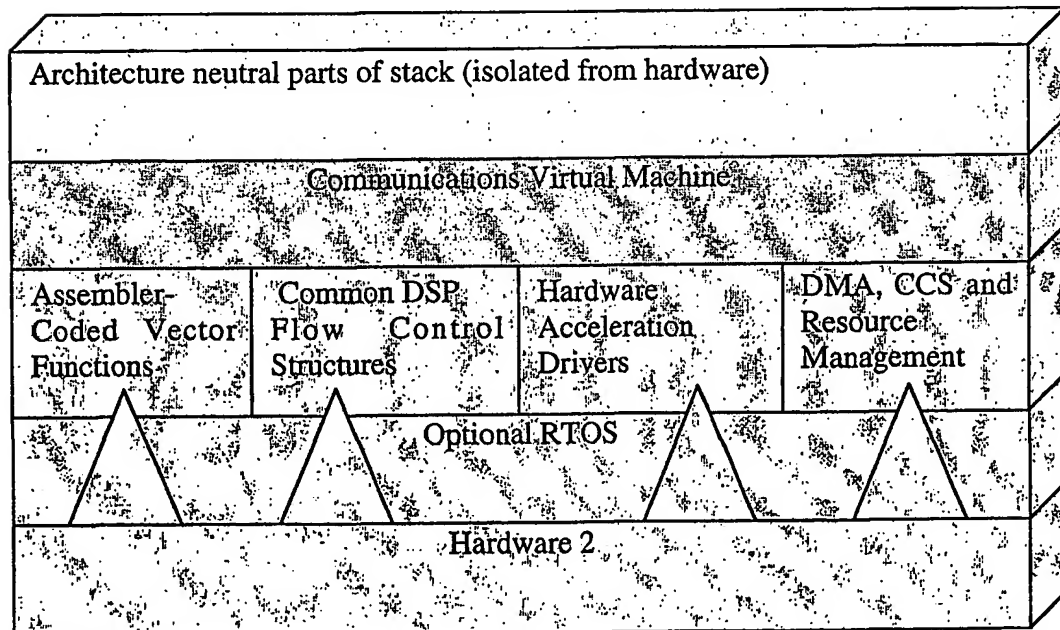 Architecture neutral parts of stack (isolated from hardware)
Communications Virtual Machine
Assembler-
Coded Vector
Functions
Common DSP
Flow Control
Structures
Hardware
Acceleration
Drivers
DMA, CCS and
Resource
Management
Optional RTOS
Hardware 2